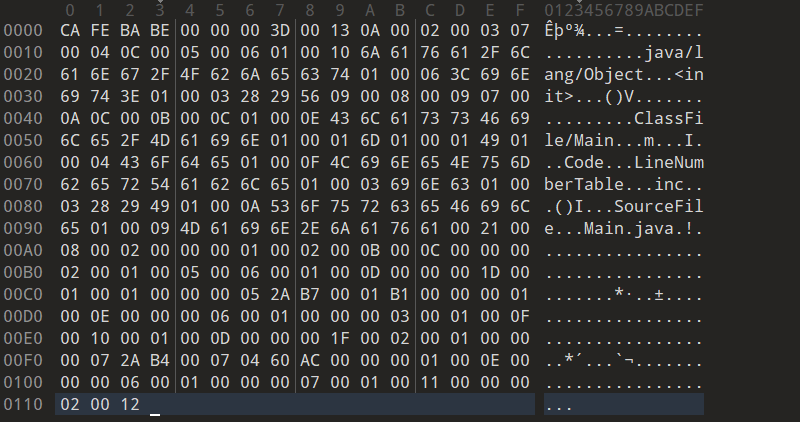 0 1 2 3 4 5 6 7 8 9 A B C D E F 0123456789ABCDEF
0000 CA FE BA BE 00 00 00 3D 00 13 0A 00 02 00 03 07 Êþº¾...=........
0010 00 04 0C 00 05 00 06 01 00 10 6A 61 76 61 2F 6C ..........java/l
0020 61 6E 67 2F 4F 62 6A 65 63 74 01 00 06 3C 69 6E ang/Object...<in
0030 69 74 3E 01 00 03 28 29 56 09 00 08 00 09 07 00 it>...()V.......
0040 0A 0C 00 0B 00 0C 01 00 0E 43 6C 61 73 73 46 69 .........ClassFi
0050 6C 65 2F 4D 61 69 6E 01 00 01 6D 01 00 01 49 01 le/Main...m...I.
0060 00 04 43 6F 64 65 01 00 0F 4C 69 6E 65 4E 75 6D ..Code...LineNum
0070 62 65 72 54 61 62 6C 65 01 00 03 69 6E 63 01 00 berTable...inc..
0080 03 28 29 49 01 00 0A 53 6F 75 72 63 65 46 69 6C .()I...SourceFil
0090 65 01 00 09 4D 61 69 6E 2E 6A 61 76 61 00 21 00 e...Main.java.!.
00A0 08 00 02 00 00 00 01 00 02 00 0B 00 0C 00 00 00 ................
00B0 02 00 01 00 05 00 06 00 01 00 0D 00 00 00 1D 00 ................
00C0 01 00 01 00 00 00 05 2A B7 00 01 B1 00 00 00 01 .......*·..±....
00D0 00 0E 00 00 00 06 00 01 00 00 00 03 00 01 00 0F ................
00E0 00 10 00 01 00 0D 00 00 00 1F 00 02 00 01 00 00 ................
00F0 00 07 2A B4 00 07 04 60 AC 00 00 00 01 00 0E 00 ..*´...`¬.......
0100 00 00 06 00 01 00 00 00 07 00 01 00 11 00 00 00 ................
0110 02 00 12 ...